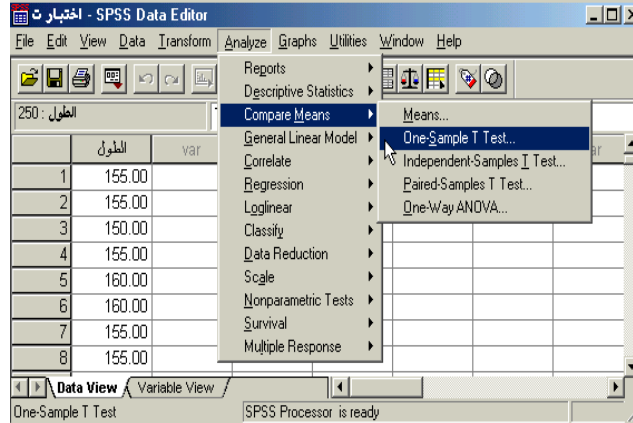 اختبار ت - SPSS Data Editor
File Edit View Data Transform Analyze Graphs Utilities Window Help
250 : الطول
Reports
Descriptive Statistics
Compare Means
General Linear Model
Correlate
Regression
Loglinear
Classify
Data Reduction
Scale
Nonparametric Tests
Survival
Multiple Response
Means...
One-Sample T Test...
Independent-Samples T Test...
Paired-Samples T Test...
One-Way ANOVA...
الطول var
1 155.00
2 155.00
3 150.00
4 155.00
5 160.00
6 160.00
7 155.00
8 155.00
Data View Variable View
One-Sample T Test SPSS Processor is ready